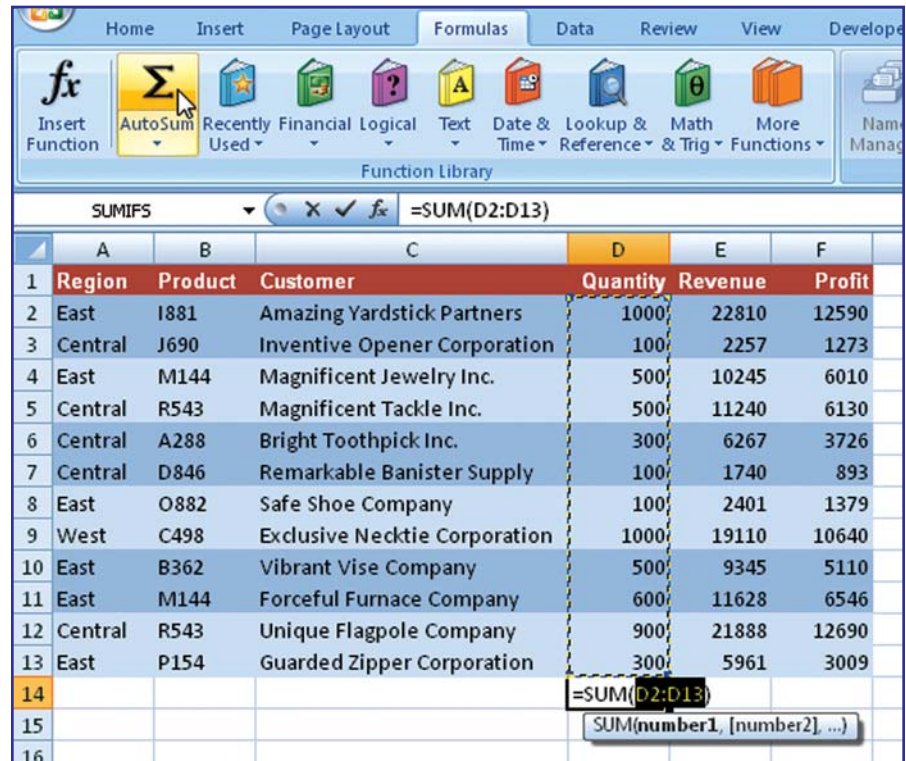 Home Insert Page Layout Formulas Data Review View Develope
fx Σ ? A θ
Insert AutoSum Recently Financial Logical Text Date & Lookup & Math More Nam
Function Used Time Reference & Trig Functions Manag
Function Library
SUMIFS fx =SUM(D2:D13)
A B C D E F
1 Region Product Customer Quantity Revenue Profit
2 East I881 Amazing Yardstick Partners 1000 22810 12590
3 Central J690 Inventive Opener Corporation 100 2257 1273
4 East M144 Magnificent Jewelry Inc. 500 10245 6010
5 Central R543 Magnificent Tackle Inc. 500 11240 6130
6 Central A288 Bright Toothpick Inc. 300 6267 3726
7 Central D846 Remarkable Banister Supply 100 1740 893
8 East O882 Safe Shoe Company 100 2401 1379
9 West C498 Exclusive Necktie Corporation 1000 19110 10640
10 East B362 Vibrant Vise Company 500 9345 5110
11 East M144 Forceful Furnace Company 600 11628 6546
12 Central R543 Unique Flagpole Company 900 21888 12690
13 East P154 Guarded Zipper Corporation 300 5961 3009
14 =SUM(D2:D13)
15 SUM(number1, [number2], ...)
16